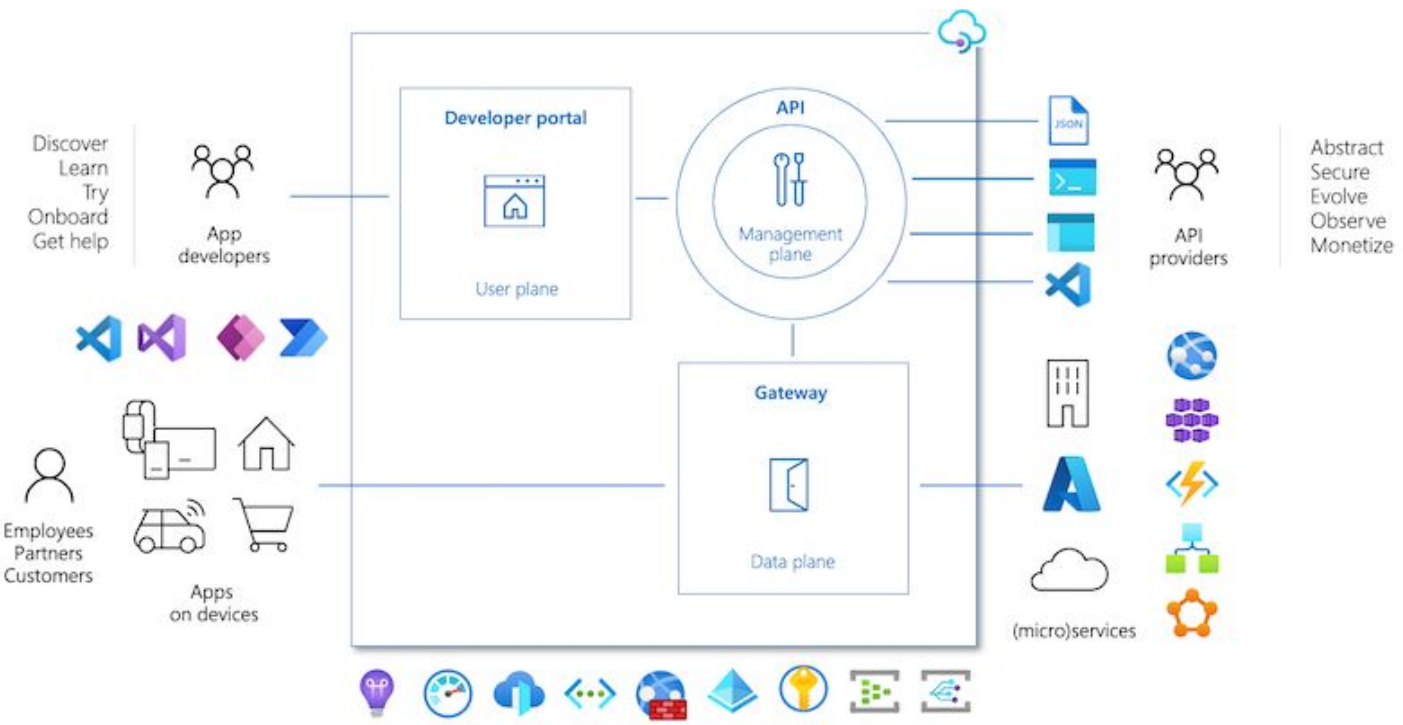 Discover
Learn
Try
Onboard
Get help
App
developers
Developer portal
User plane
API
Management
plane
JSON
API
providers
Abstract
Secure
Evolve
Observe
Monetize
Employees
Partners
Customers
Apps
on devices
Gateway
Data plane
(micro)services